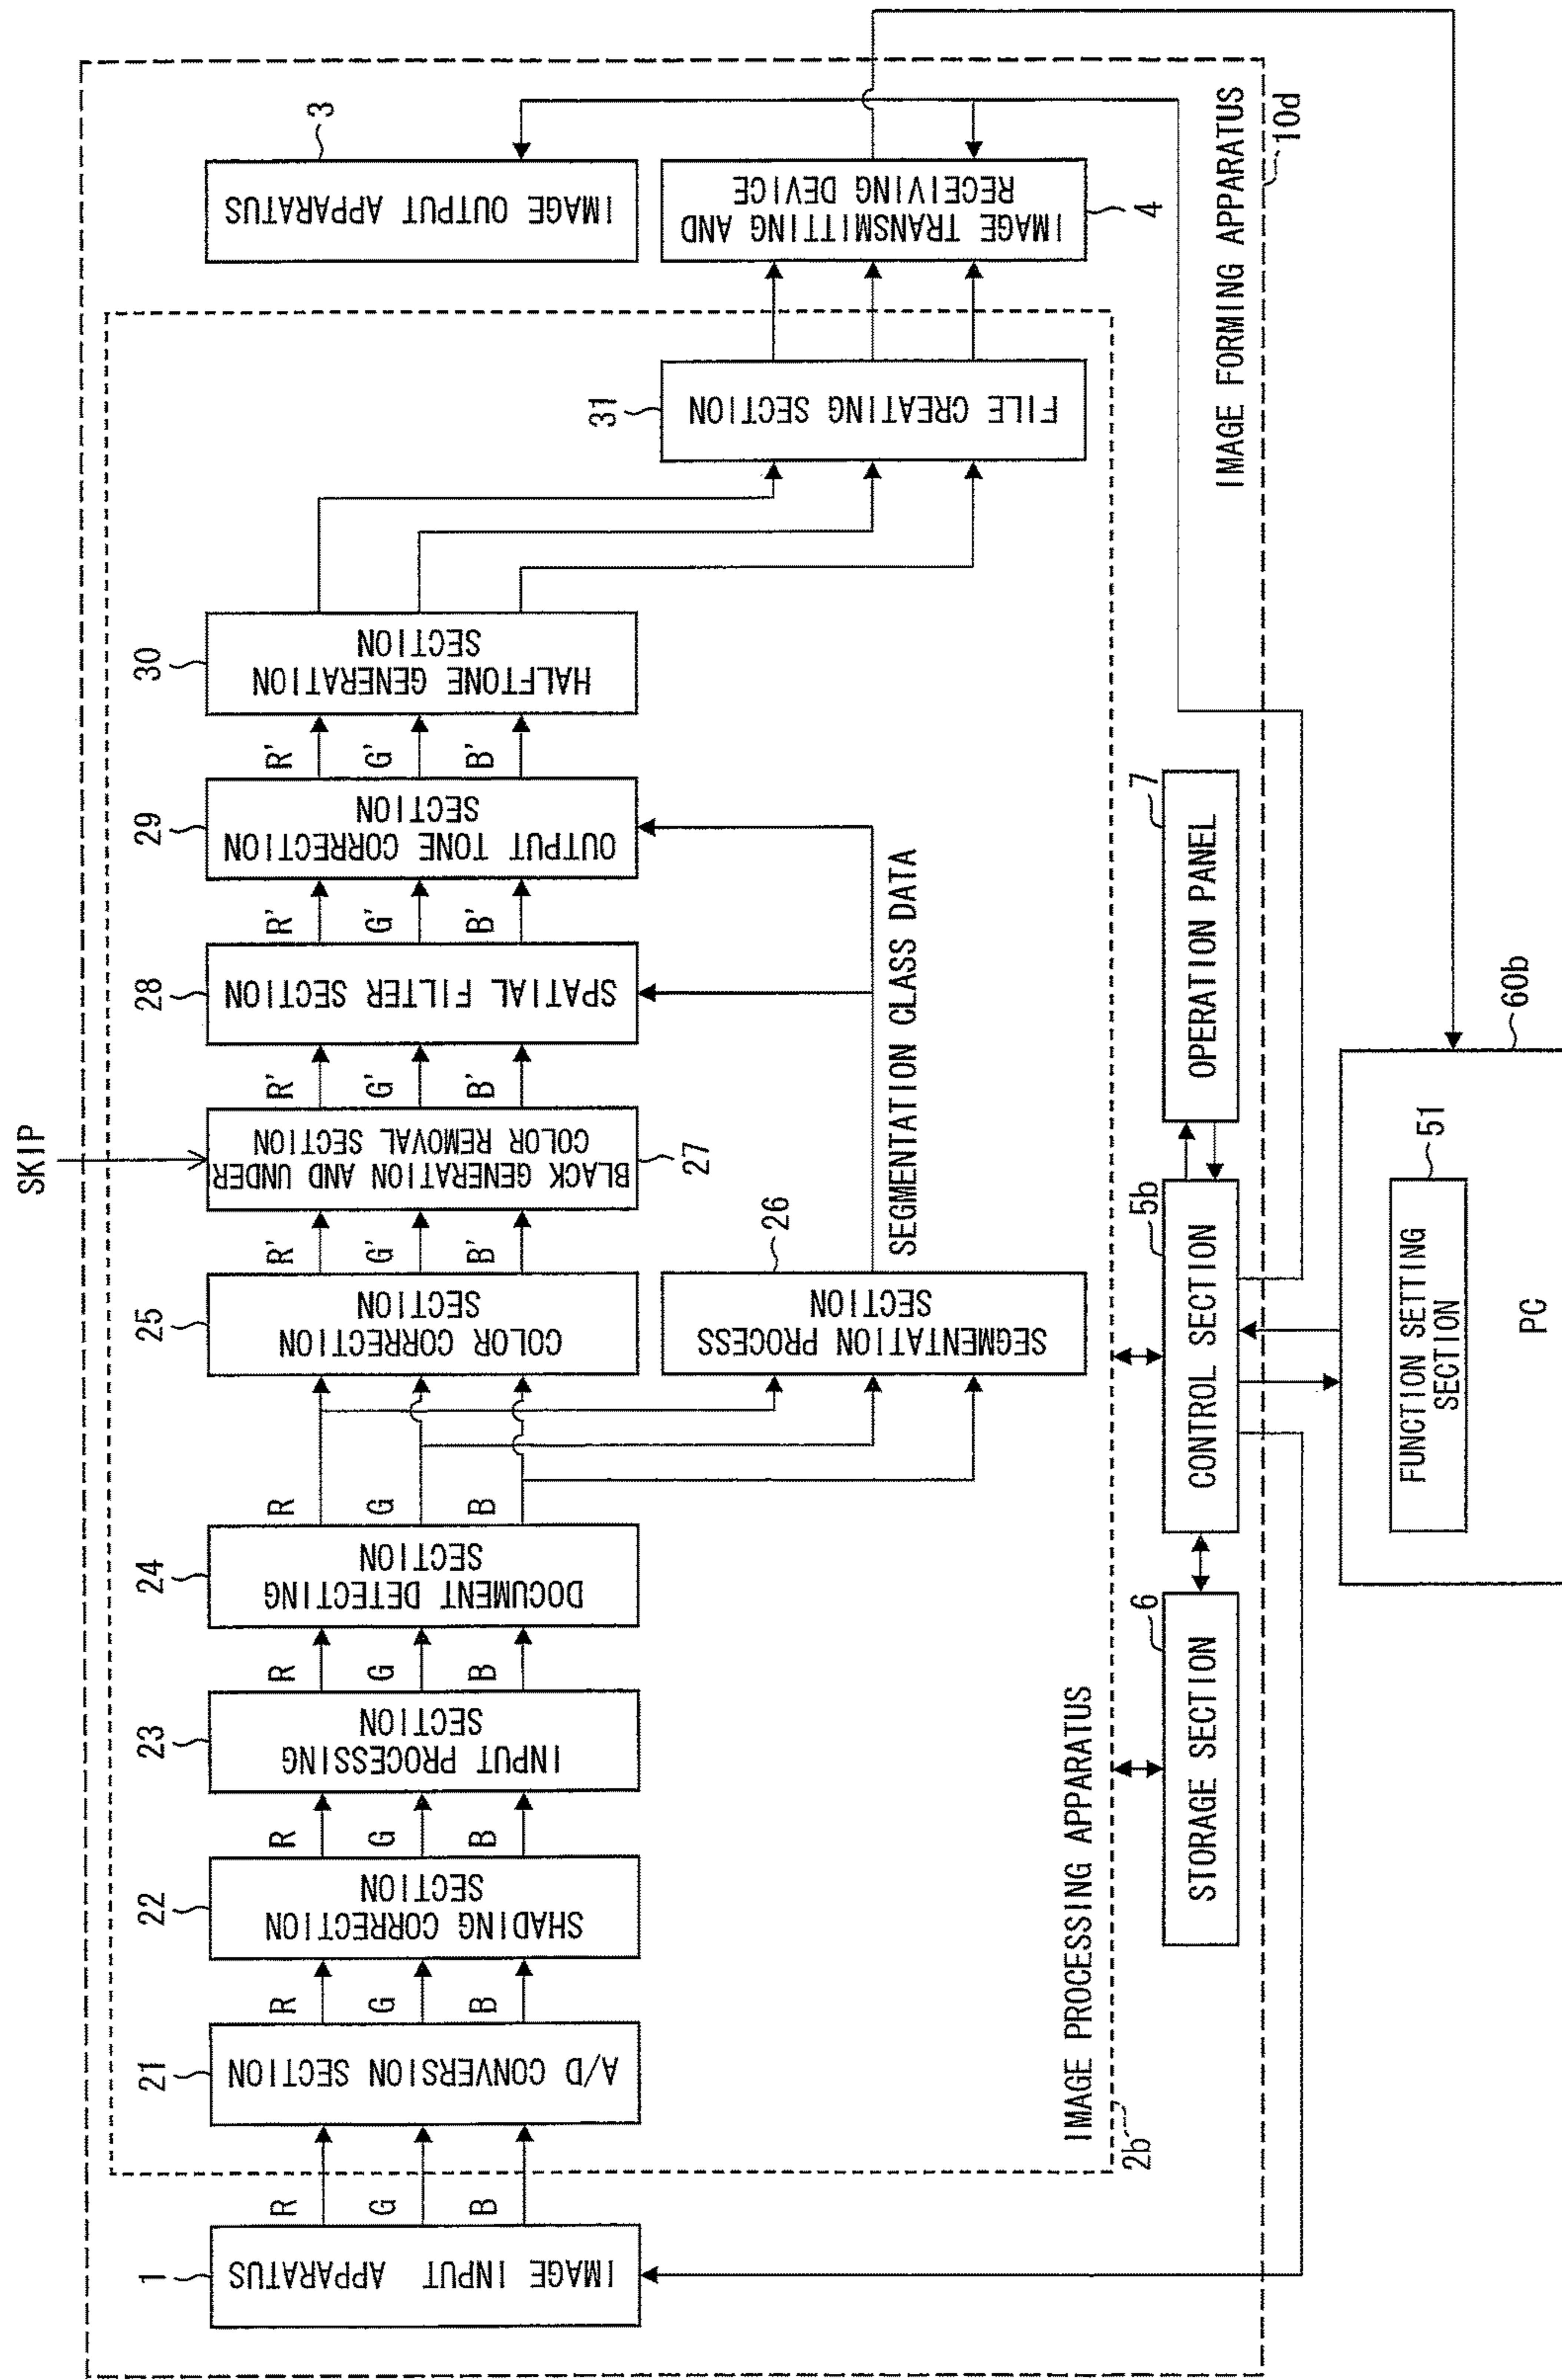 SKIP
1
IMAGE INPUT APPARATUS
R
G
B
21
A/D CONVERSION SECTION
R
G
B
22
SHADING CORRECTION
SECTION
R
G
B
23
INPUT PROCESSING
SECTION
R
G
B
24
DOCUMENT DETECTING
SECTION
R
G
B
25
COLOR CORRECTION
SECTION
R'
G'
B'
BLACK GENERATION AND UNDER
COLOR REMOVAL SECTION
27
R'
G'
B'
28
SPATIAL FILTER SECTION
R'
G'
B'
29
OUTPUT TONE CORRECTION
SECTION
R'
G'
B'
30
HALFTONE GENERATION
SECTION
3
IMAGE OUTPUT APPARATUS
26
SEGMENTATION PROCESS
SECTION
SEGMENTATION CLASS DATA
31
FILE CREATING SECTION
IMAGE TRANSMITTING AND
RECEIVING DEVICE
4
IMAGE PROCESSING APPARATUS
2b
6
STORAGE SECTION
5b
CONTROL SECTION
7
OPERATION PANEL
IMAGE FORMING APPARATUS
10d
60b
51
FUNCTION SETTING
SECTION
PC